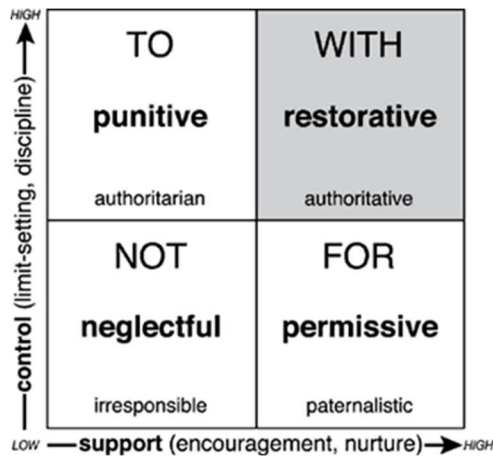 HIGH
TO
punitive
authoritarian
WITH
restorative
authoritative
NOT
neglectful
irresponsible
FOR
permissive
paternalistic
control (limit-setting, discipline)
LOW
support (encouragement, nurture)
HIGH